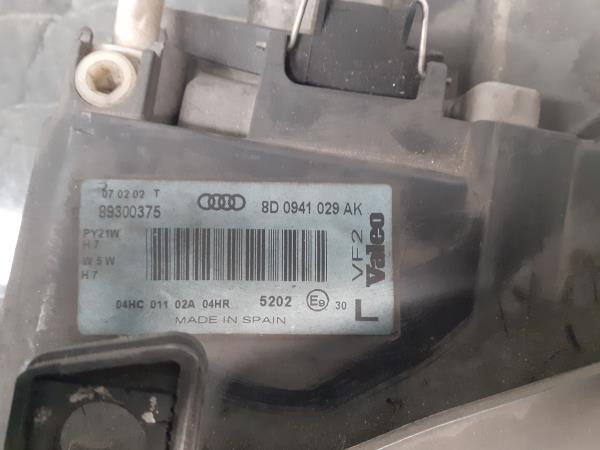 07 02 02 T
89300375
8D 0941 029 AK
PY21W
H7
W5W
H7
04HC 011 02A 04HR
5202
E9
30
MADE IN SPAIN
VF2
Valeo
L